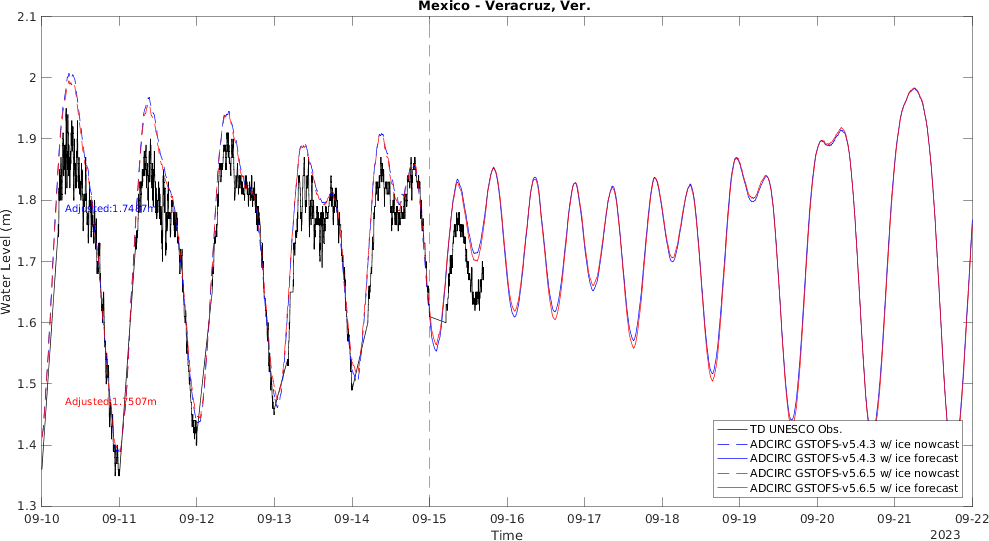 Mexico - Veracruz, Ver.
2.1
2
1.9
1.8
1.7
1.6
1.5
1.4
1.3
Water Level (m)
Adjusted:1.7487m
Adjusted:1.7507m
TD UNESCO Obs.
ADCIRC GSTOFS-v5.4.3 w/ ice nowcast
ADCIRC GSTOFS-v5.4.3 w/ ice forecast
ADCIRC GSTOFS-v5.6.5 w/ ice nowcast
ADCIRC GSTOFS-v5.6.5 w/ ice forecast
09-10 09-11 09-12 09-13 09-14 09-15 09-16 09-17 09-18 09-19 09-20 09-21 09-22
Time
2023